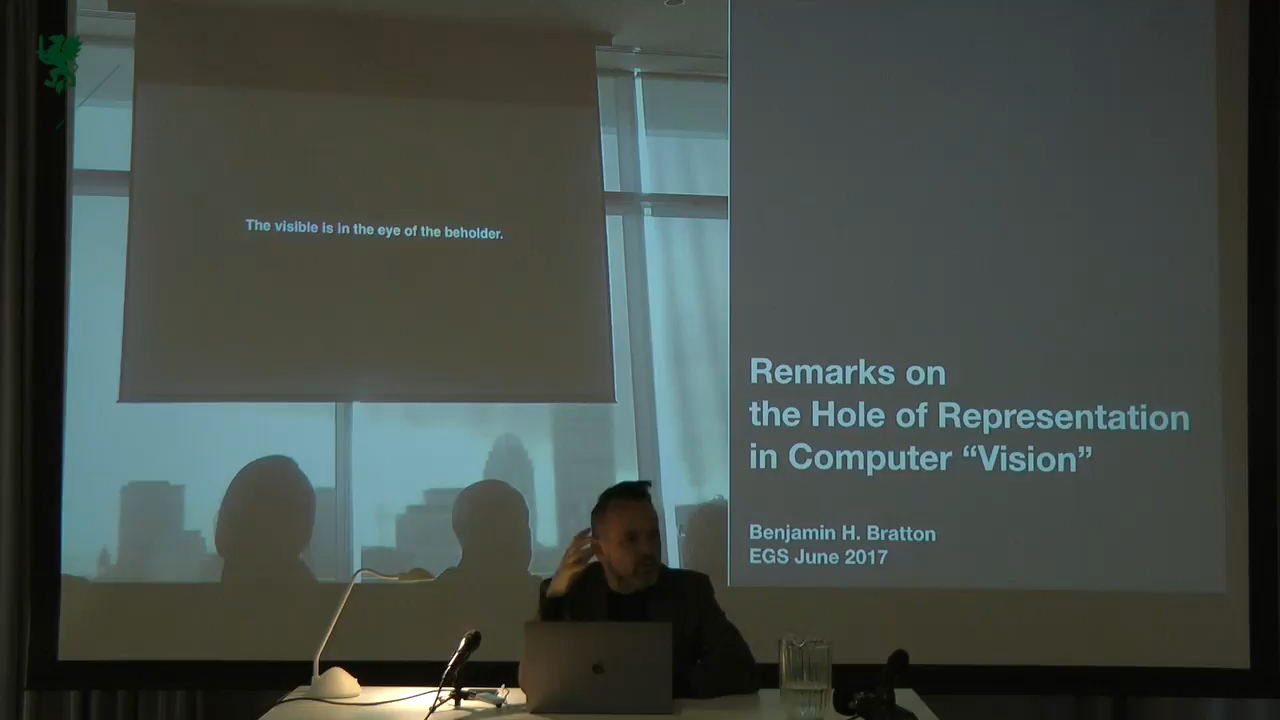 The visible is in the eye of the beholder.
Remarks on
the Hole of Representation
in Computer “Vision”
Benjamin H. Bratton
EGS June 2017